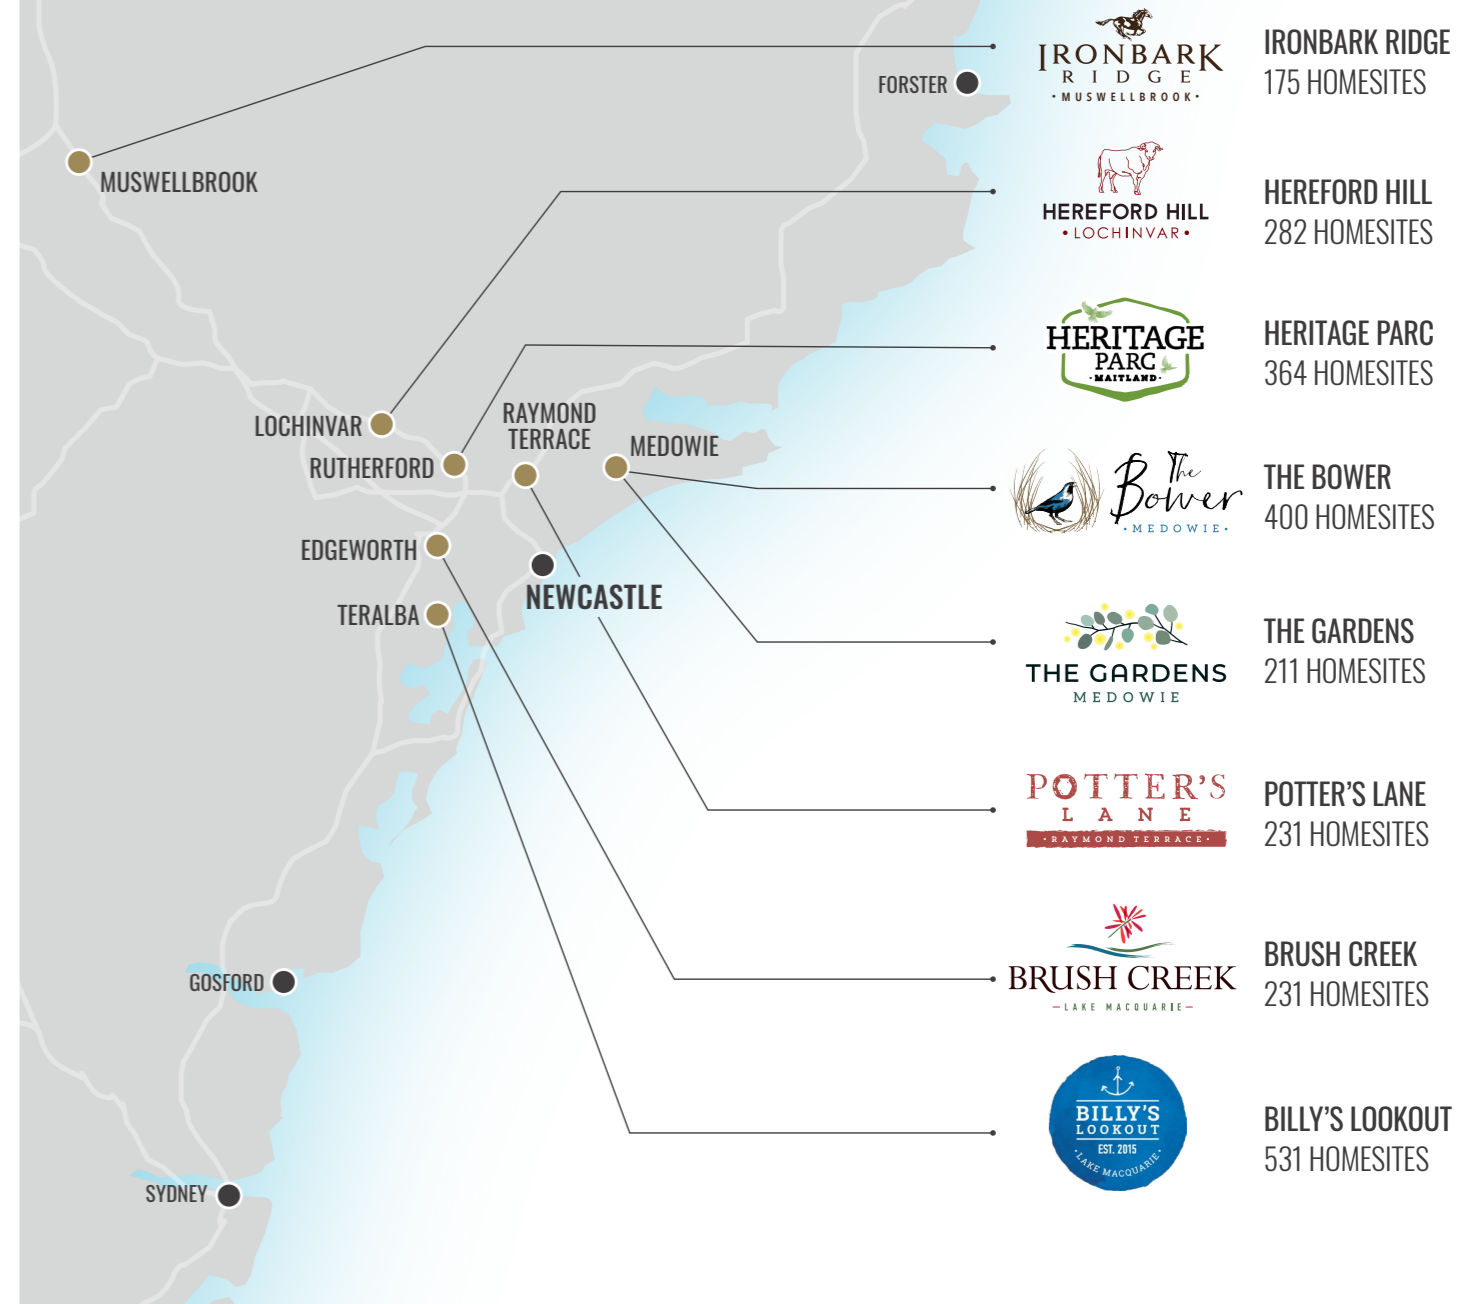 FORSTER
MUSWELLBROOK
LOCHINVAR
RUTHERFORD
RAYMOND
TERRACE
MEDOWIE
EDGEWORTH
NEWCASTLE
TERALBA
GOSFORD
SYDNEY
IRONBARK
RIDGE
• MUSWELLBROOK •
IRONBARK RIDGE
175 HOMESITES
HEREFORD HILL
• LOCHINVAR •
HEREFORD HILL
282 HOMESITES
HERITAGE
PARC
• MAITLAND •
HERITAGE PARC
364 HOMESITES
The
Bower
• MEDOWIE •
THE BOWER
400 HOMESITES
THE GARDENS
MEDOWIE
THE GARDENS
211 HOMESITES
POTTER'S
LANE
• RAYMOND TERRACE •
POTTER'S LANE
231 HOMESITES
BRUSH CREEK
– LAKE MACQUARIE –
BRUSH CREEK
231 HOMESITES
BILLY'S
LOOKOUT
EST. 2015
• LAKE MACQUARIE •
BILLY'S LOOKOUT
531 HOMESITES